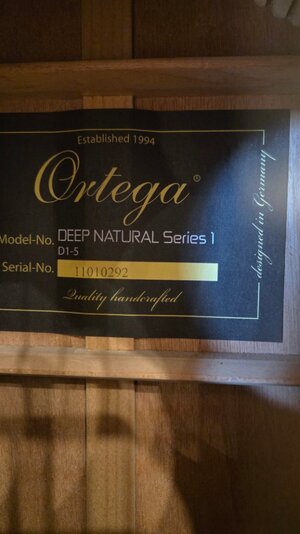 Established 1994
Ortega®
Model-No. DEEP NATURAL Series 1
D1-5
Serial-No. 11010292
Quality handcrafted
designed in Germany